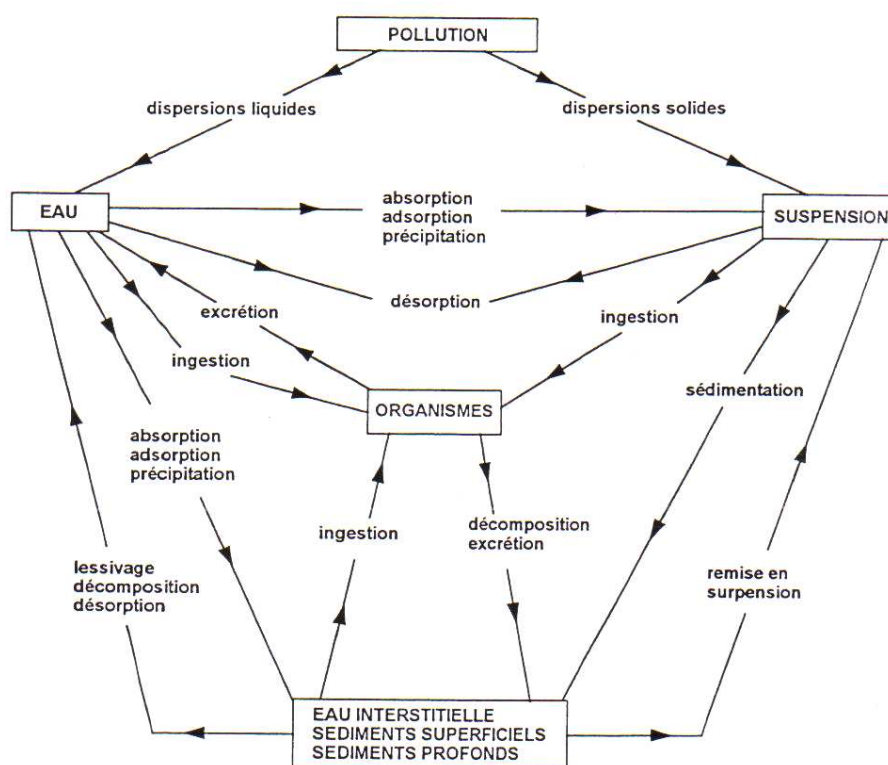 POLLUTION
dispersions liquides
dispersions solides
EAU
absorption
adsorption
précipitation
SUSPENSION
désorption
excrétion
ingestion
ingestion
ORGANISMES
sédimentation
absorption
adsorption
précipitation
ingestion
décomposition
excrétion
lessivage
décomposition
désorption
remise en
surpension
EAU INTERSTITIELLE
SEDIMENTS SUPERFICIELS
SEDIMENTS PROFONDS